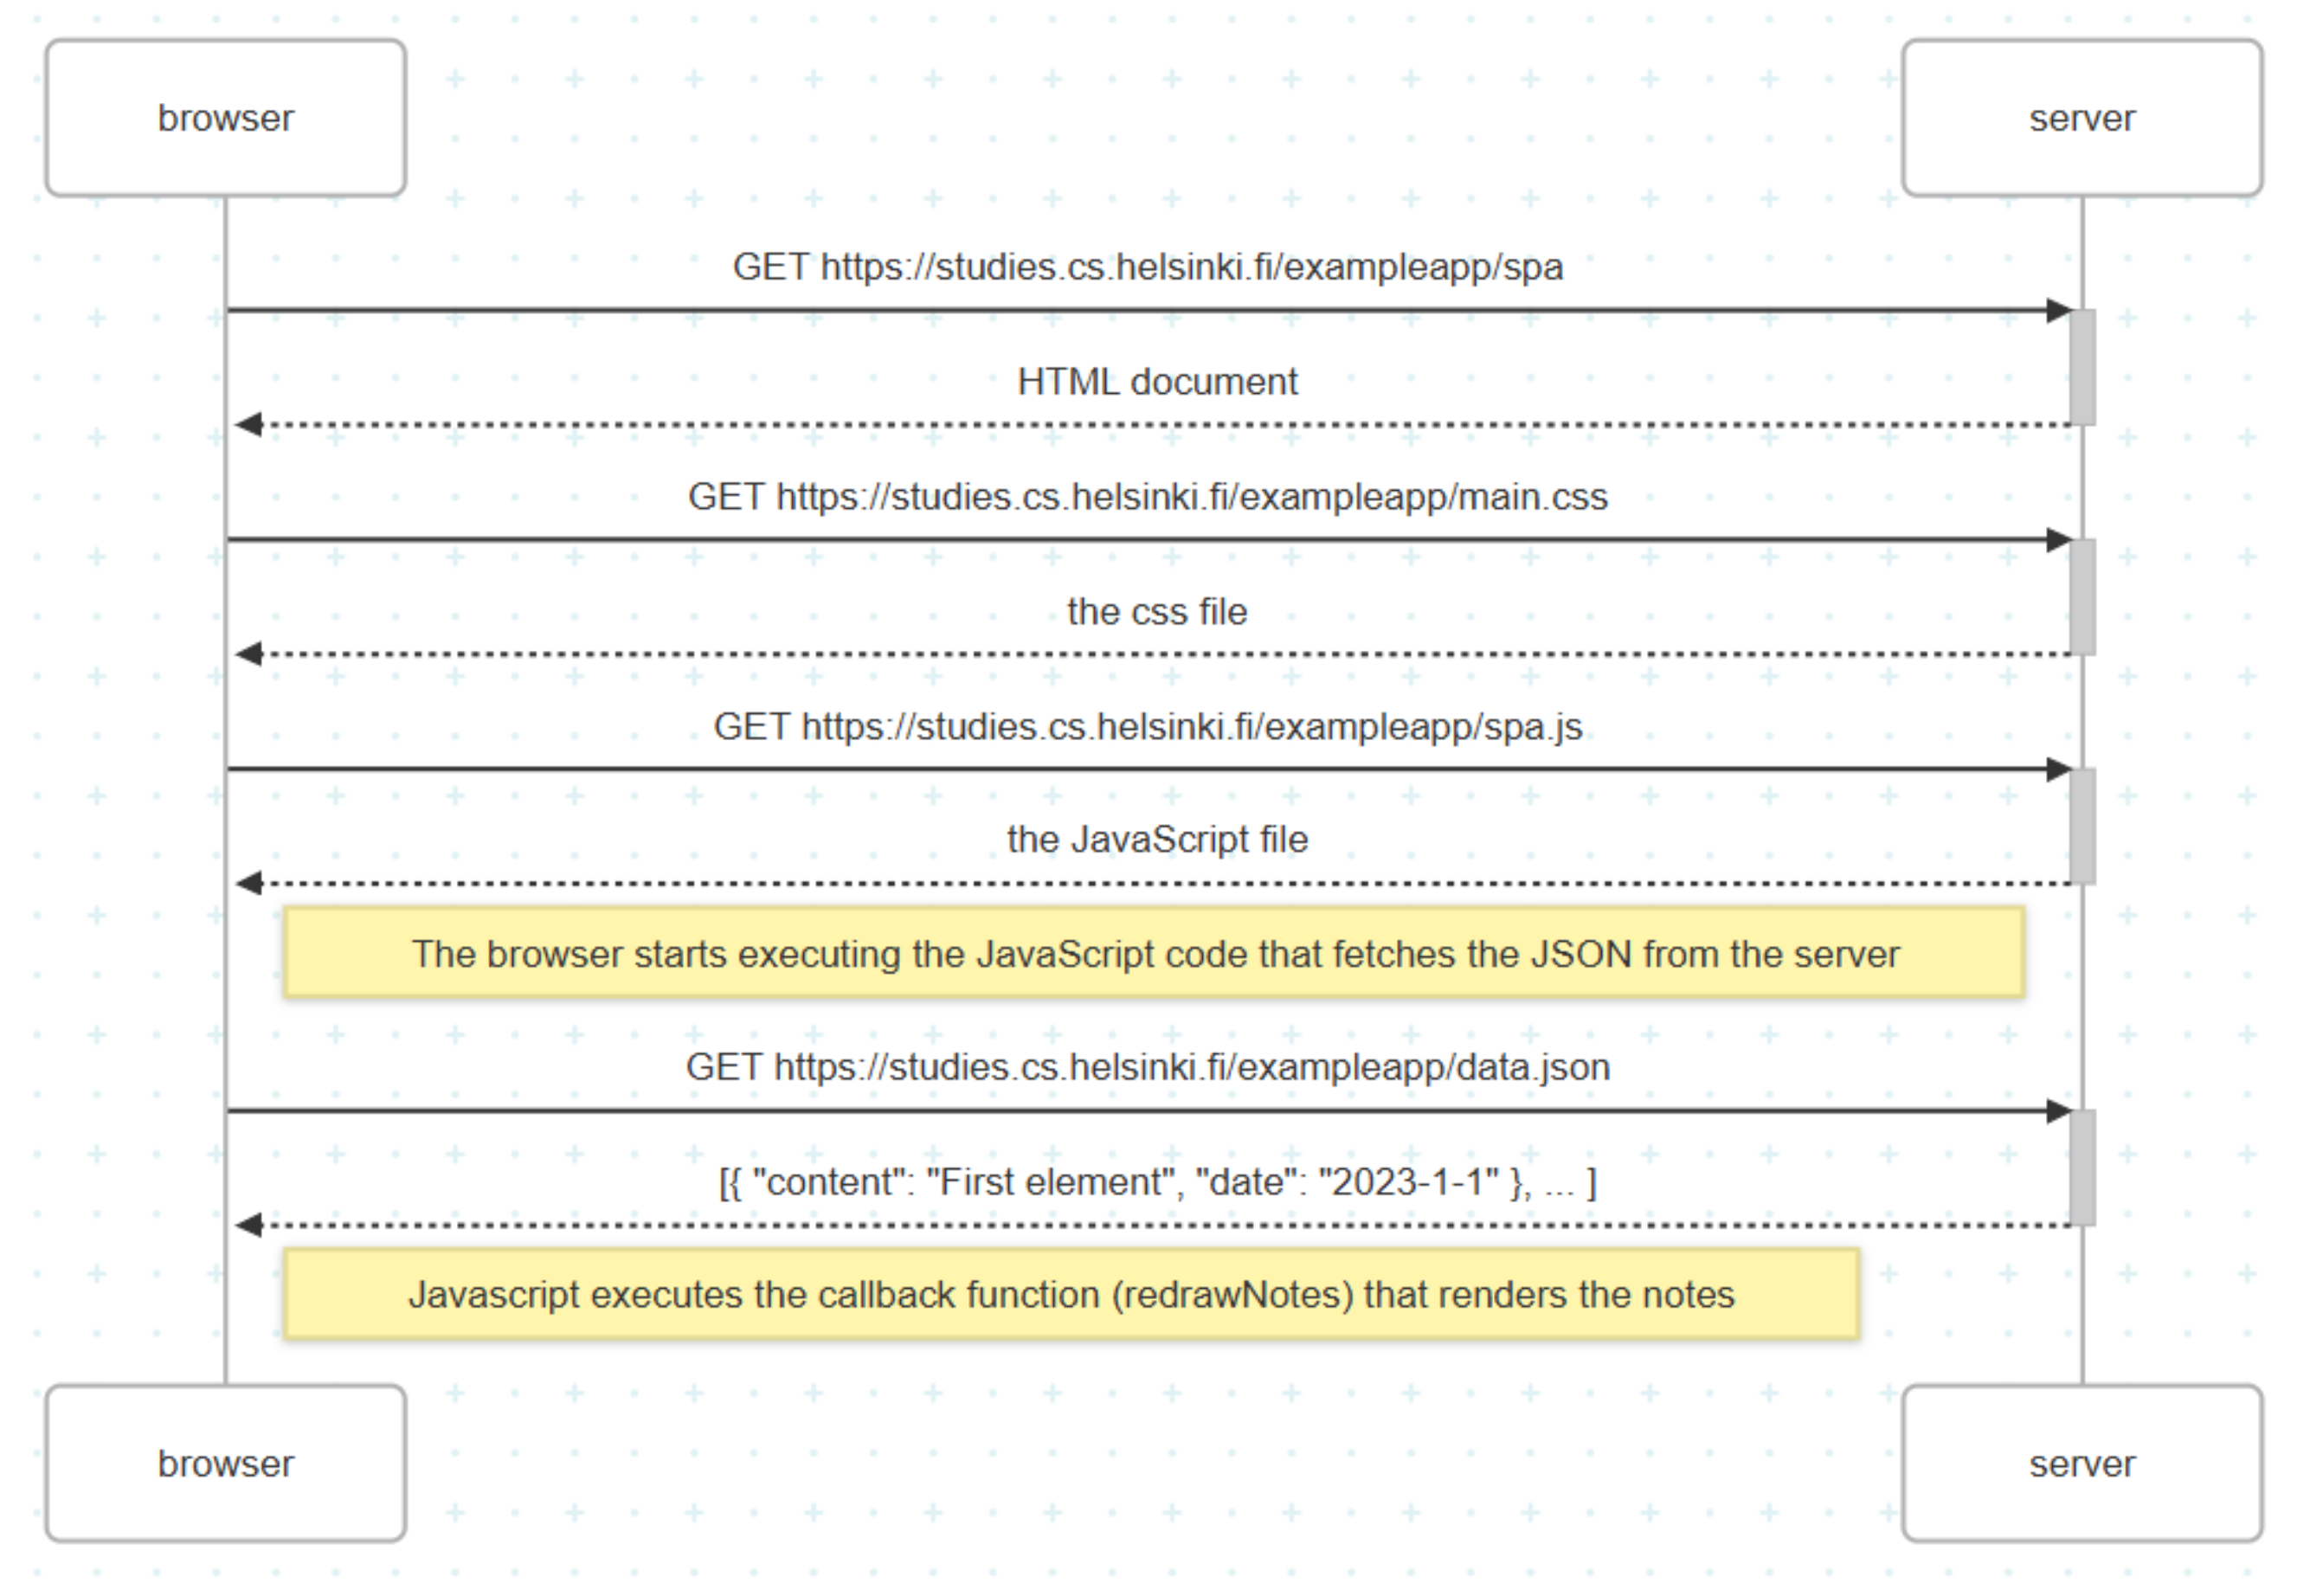 browser
server
GET https://studies.cs.helsinki.fi/exampleapp/spa
HTML document
GET https://studies.cs.helsinki.fi/exampleapp/main.css
the css file
GET https://studies.cs.helsinki.fi/exampleapp/spa.js
the JavaScript file
The browser starts executing the JavaScript code that fetches the JSON from the server
GET https://studies.cs.helsinki.fi/exampleapp/data.json
[{ "content": "First element", "date": "2023-1-1" }, ... ]
Javascript executes the callback function (redrawNotes) that renders the notes
browser
server